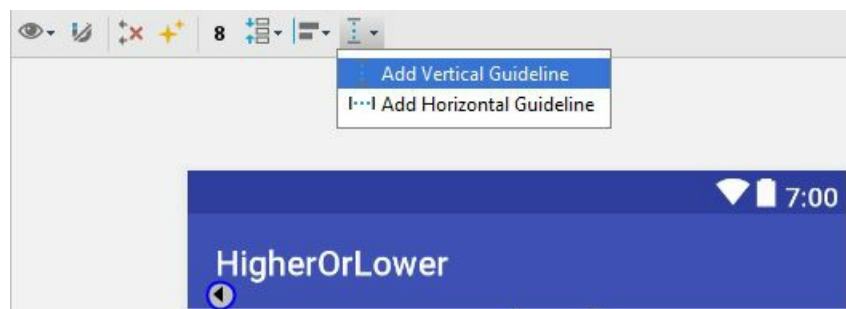 8
Add Vertical Guideline
Add Horizontal Guideline
7:00
HigherOrLower